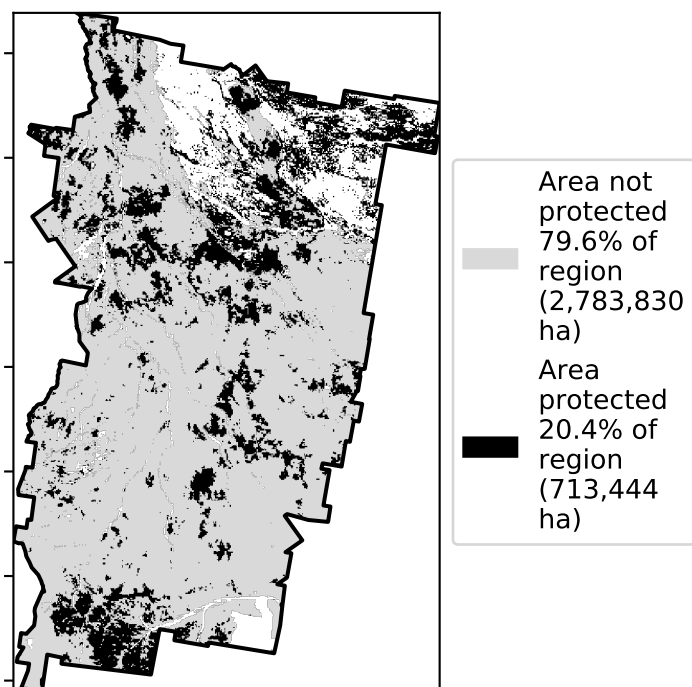 Area not
protected
79.6% of
region
(2,783,830
ha)
Area
protected
20.4% of
region
(713,444
ha)